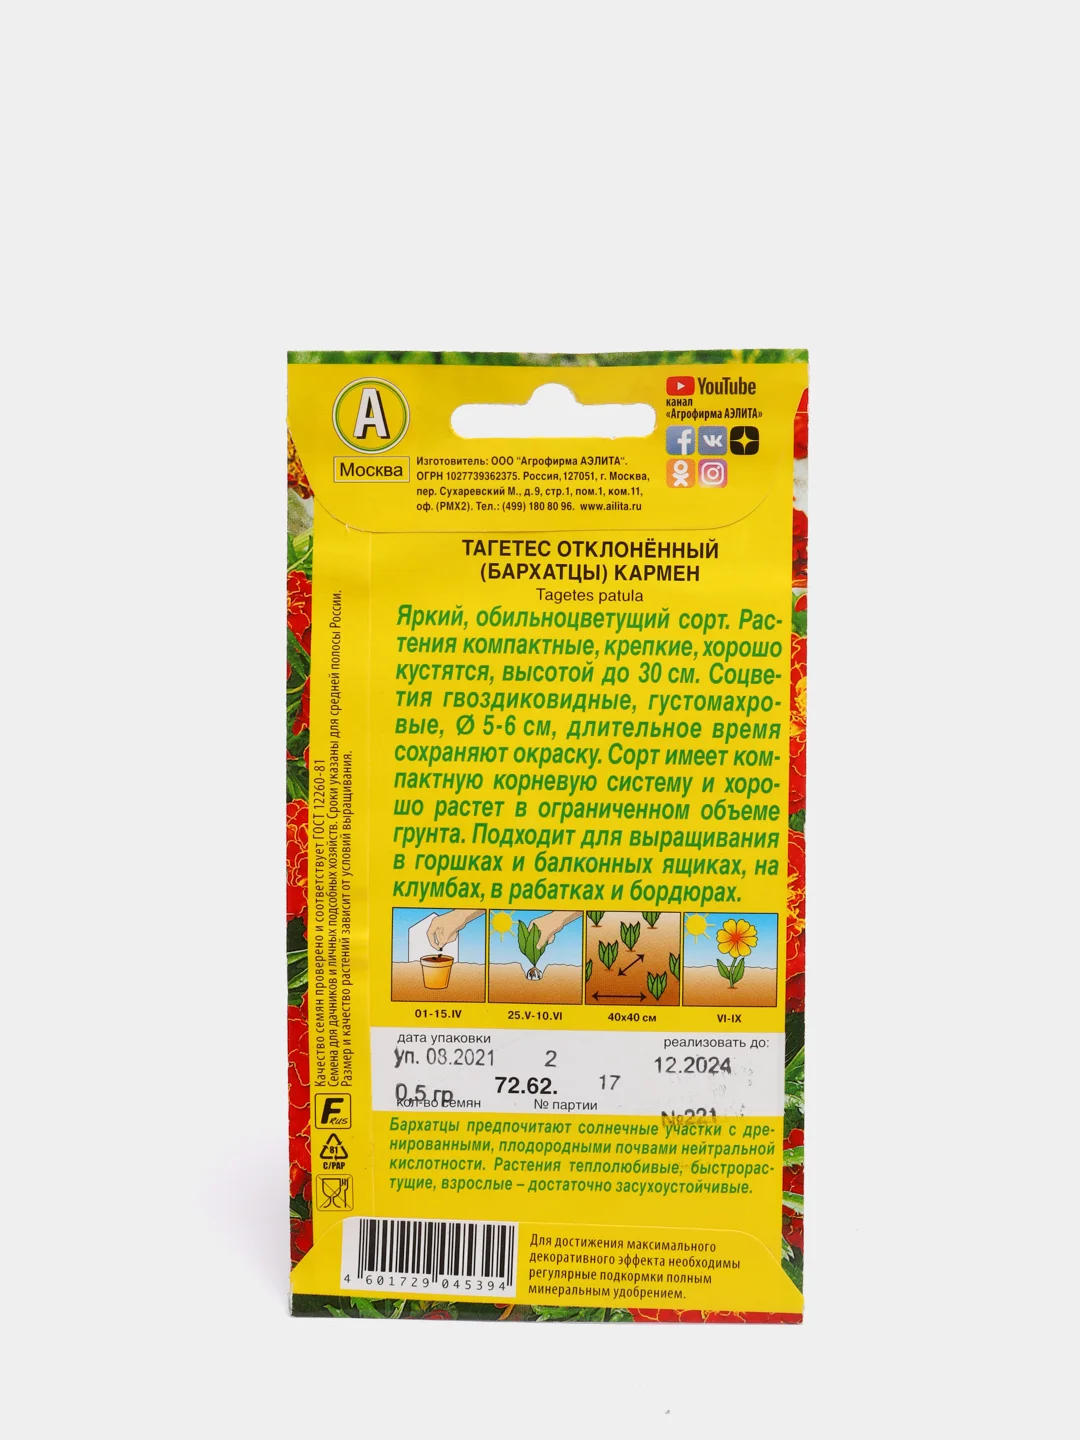 А
Москва
YouTube
канал
«Агрофирма АЭЛИТА»
Изготовитель: ООО "Агрофирма АЭЛИТА".
ОГРН 1027739362375. Россия, 127051, г. Москва,
пер. Сухаревский М., д.9, стр.1, пом.1, ком.11,
оф. (РМХ2). Тел.: (499) 180 80 96. www.ailita.ru
ТАГЕТЕС ОТКЛОНЁННЫЙ
(БАРХАТЦЫ) КАРМЕН
Tagetes patula
Яркий, обильноцветущий сорт. Рас-
тения компактные, крепкие, хорошо
кустятся, высотой до 30 см. Соцве-
тия гвоздиковидные, густомахро-
вые, Ø 5-6 см, длительное время
сохраняют окраску. Сорт имеет ком-
пактную корневую систему и хоро-
шо растет в ограниченном объеме
грунта. Подходит для выращивания
в горшках и балконных ящиках, на
клумбах, в рабатках и бордюрах.
01-15.IV
25.V-10.VI
40х40 см
VI-IX
дата упаковки
реализовать до:
Уп. 08.2021 2 12.2024
0,5 гр 72.62. 17
кол-во семян № партии
№221
Бархатцы предпочитают солнечные участки с дре-
нированными, плодородными почвами нейтральной
кислотности. Растения теплолюбивые, быстрорас-
тущие, взрослые – достаточно засухоустойчивые.
Качество семян проверено и соответствует ГОСТ 12260-81
Семена для дачников и личных подсобных хозяйств. Сроки указаны для средней полосы России.
Размер и качество растений зависит от условий выращивания.
F RUS
81
C/PAP
4 601729 045394
Для достижения максимального
декоративного эффекта необходимы
регулярные подкормки полным
минеральным удобрением.